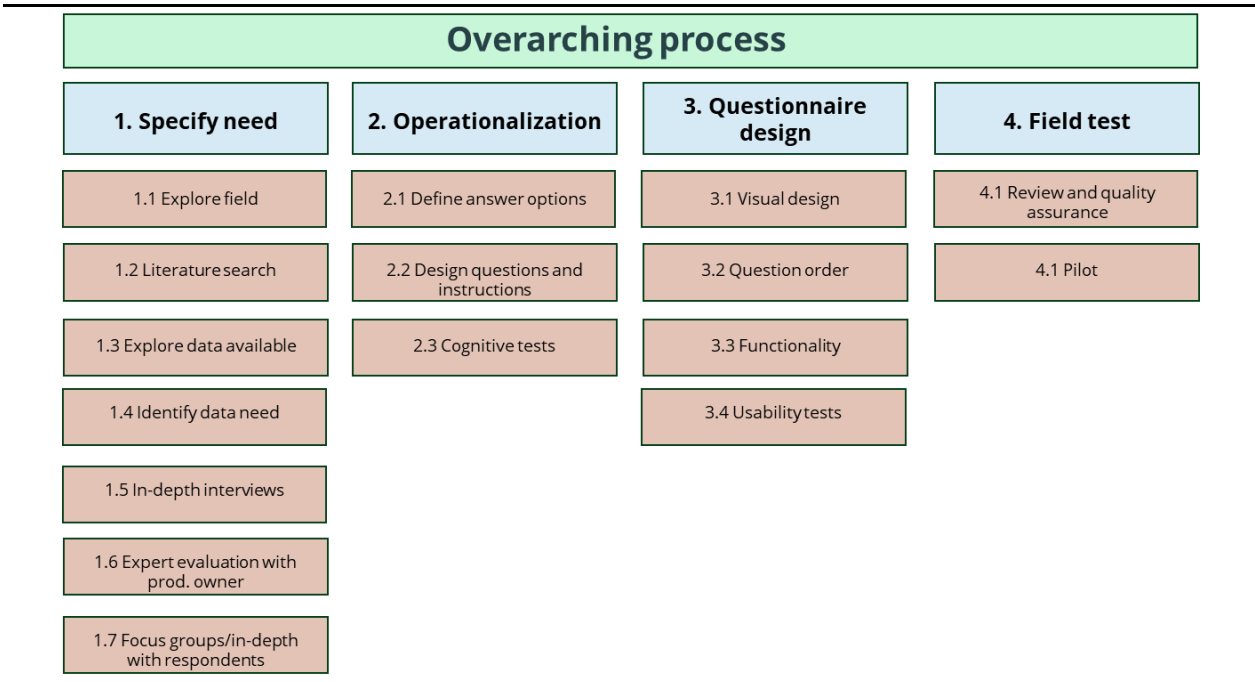 Overarching process
1. Specify need
2. Operationalization
3. Questionnaire
design
4. Field test
1.1 Explore field
2.1 Define answer options
3.1 Visual design
4.1 Review and quality
assurance
1.2 Literature search
2.2 Design questions and
instructions
3.2 Question order
4.1 Pilot
1.3 Explore data available
2.3 Cognitive tests
3.3 Functionality
1.4 Identify data need
3.4 Usability tests
1.5 In-depth interviews
1.6 Expert evaluation with
prod. owner
1.7 Focus groups/in-depth
with respondents